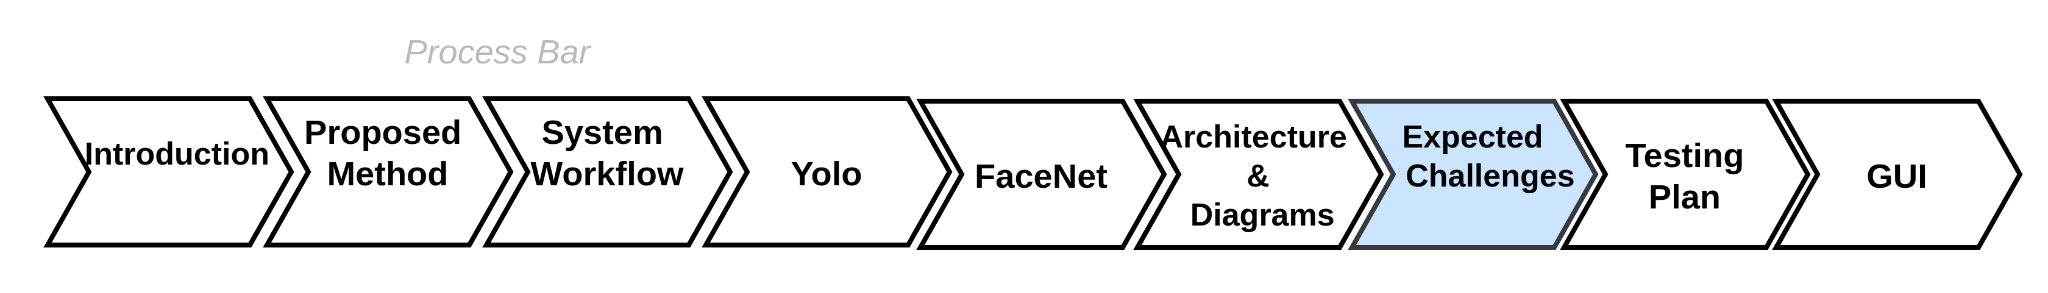 Process Bar
Introduction
Proposed
Method
System
Workflow
Yolo
FaceNet
Architecture
&
Diagrams
Expected
Challenges
Testing
Plan
GUI